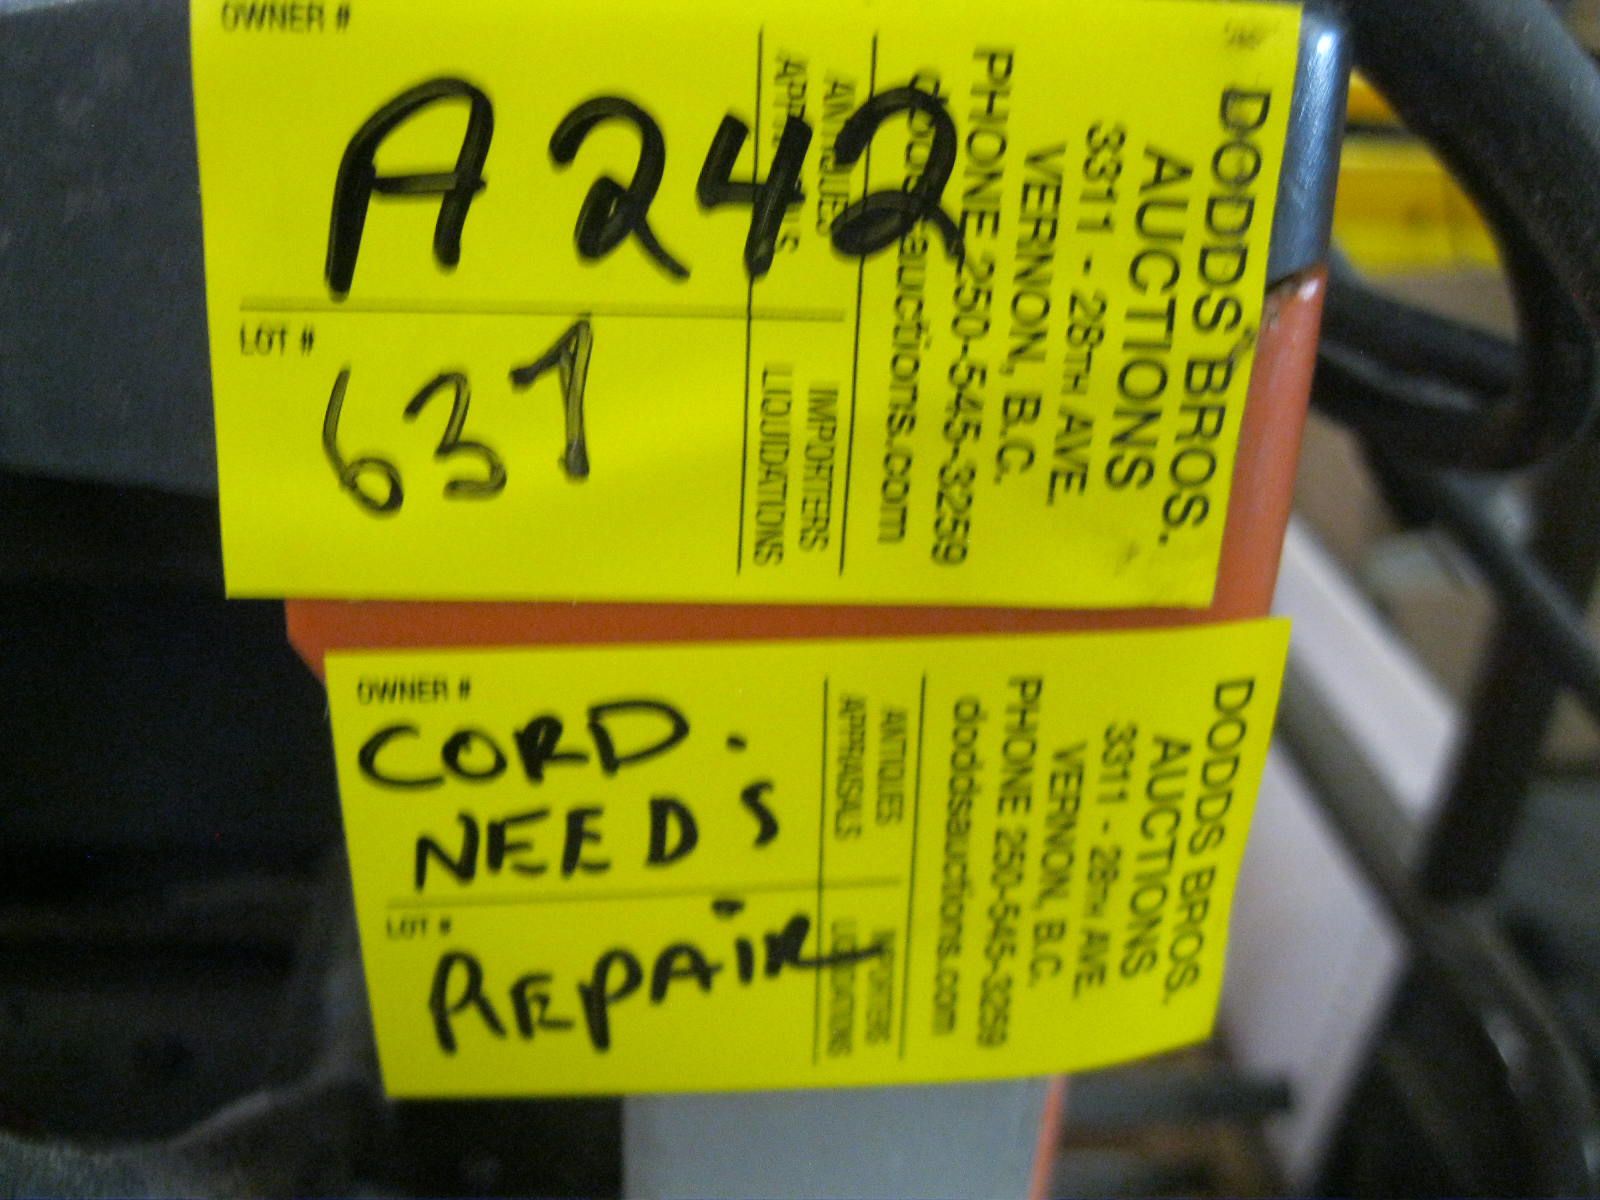 OWNER #
A 242
LOT #
631
ANTIQUES
APPRAISALS
IMPORTERS
LIQUIDATIONS
DODDS BROS.
AUCTIONS
3311 - 28TH AVE.
VERNON, B.C.
PHONE 250-545-3259
doddsauctions.com
OWNER #
CORD.
NEEDS
LOT #
REPAiR
ANTIQUES
APPRAISALS
IMPORTERS
LIQUIDATIONS
DODDS BROS.
AUCTIONS
3311 - 28TH AVE.
VERNON, B.C.
PHONE 250-545-3259
doddsauctions.com